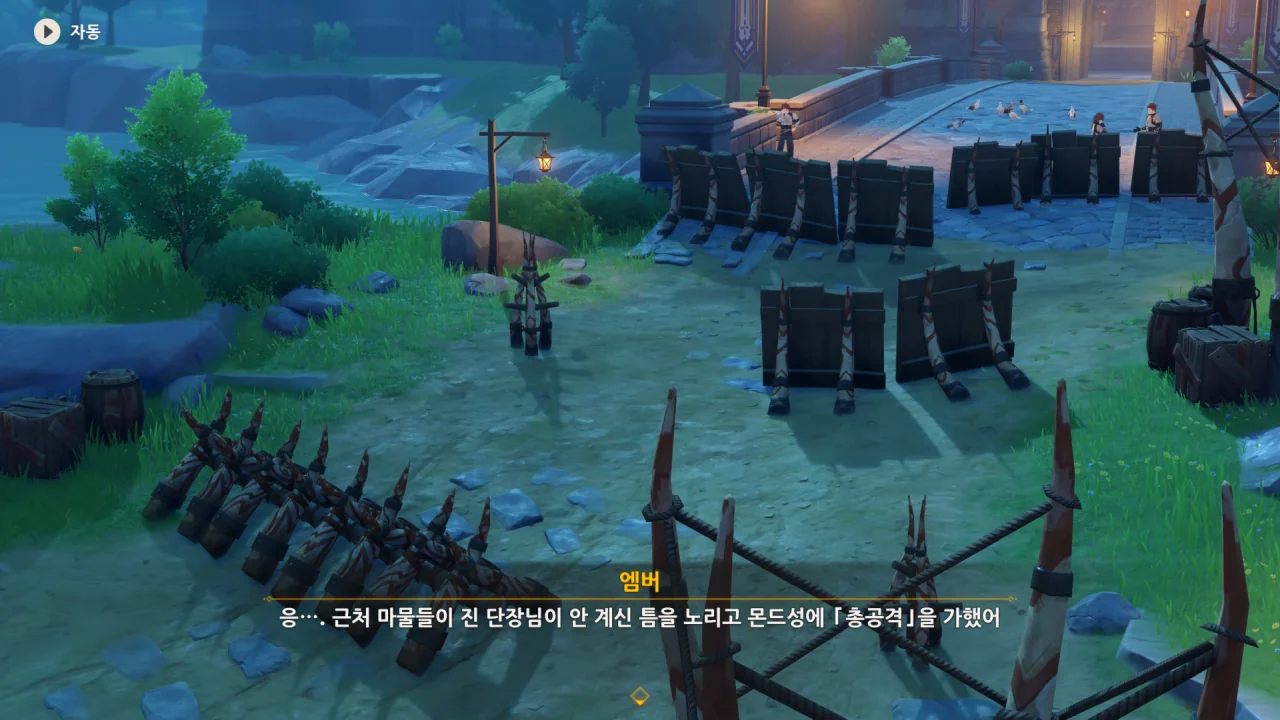 자동
엠버
응…. 근처 마물들이 진 단장님이 안 계신 틈을 노리고 몬드성에 「총공격」을 가했어